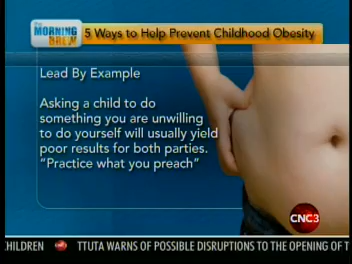 The
MORNING
BREW
5 Ways to Help Prevent Childhood Obesity
Lead By Example
Asking a child to do
something you are unwilling
to do yourself will usually yield
poor results for both parties.
"Practice what you preach"
CNC3
CHILDREN TTUTA WARNS OF POSSIBLE DISRUPTIONS TO THE OPENING OF T